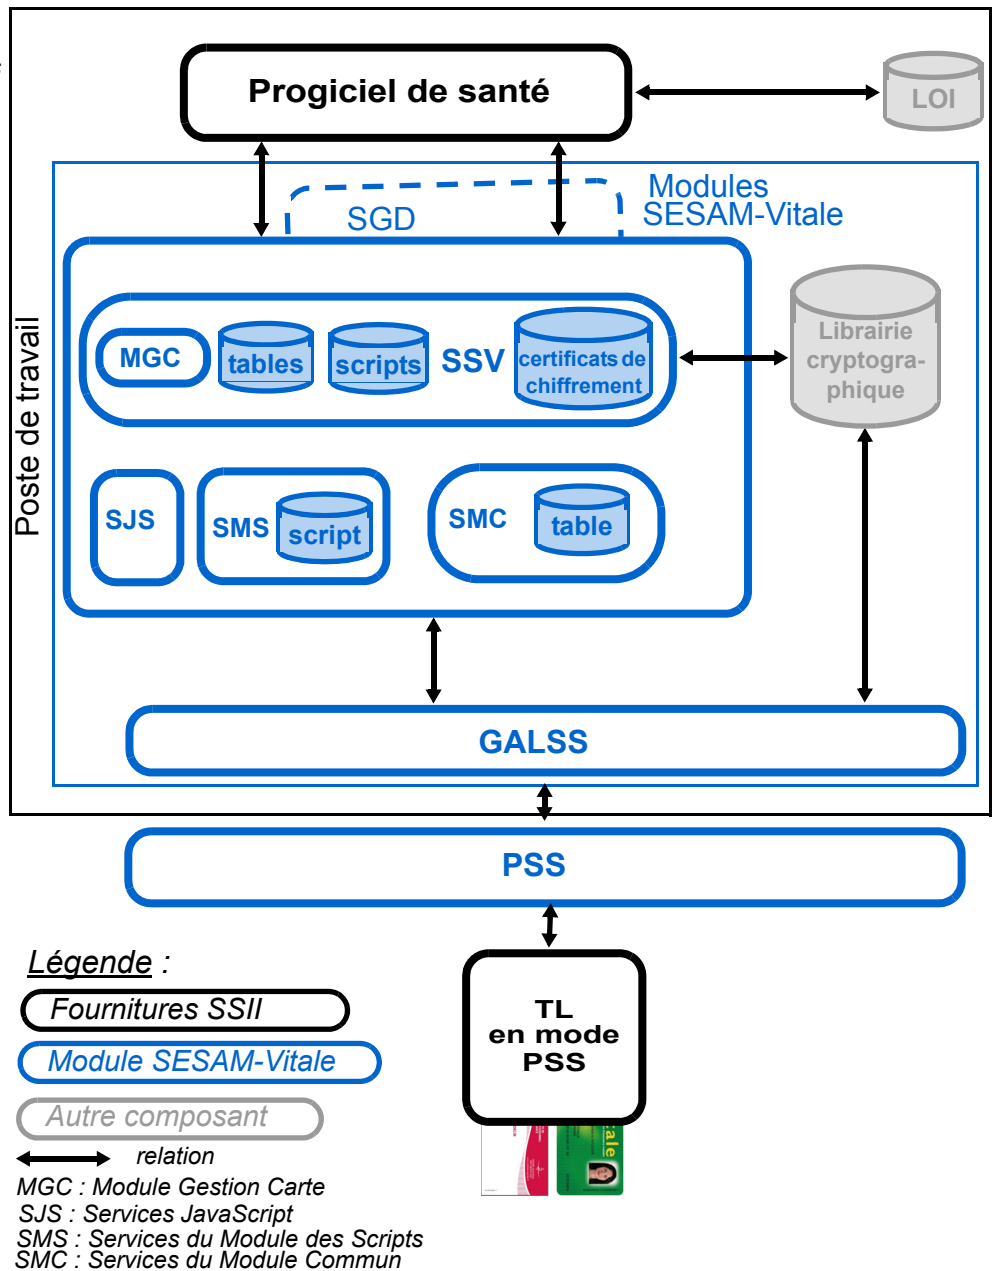 Progiciel de santé
LOI
Modules
SESAM-Vitale
SGD
Poste de travail
MGC
tables
scripts
SSV
certificats de
chiffrement
Librairie
cryptogra-
phique
SJS
SMS
script
SMC
table
GALSS
PSS
TL
en mode
PSS
Légende :
Fournitures SSII
Module SESAM-Vitale
Autre composant
relation
MGC : Module Gestion Carte
SJS : Services JavaScript
SMS : Services du Module des Scripts
SMC : Services du Module Commun